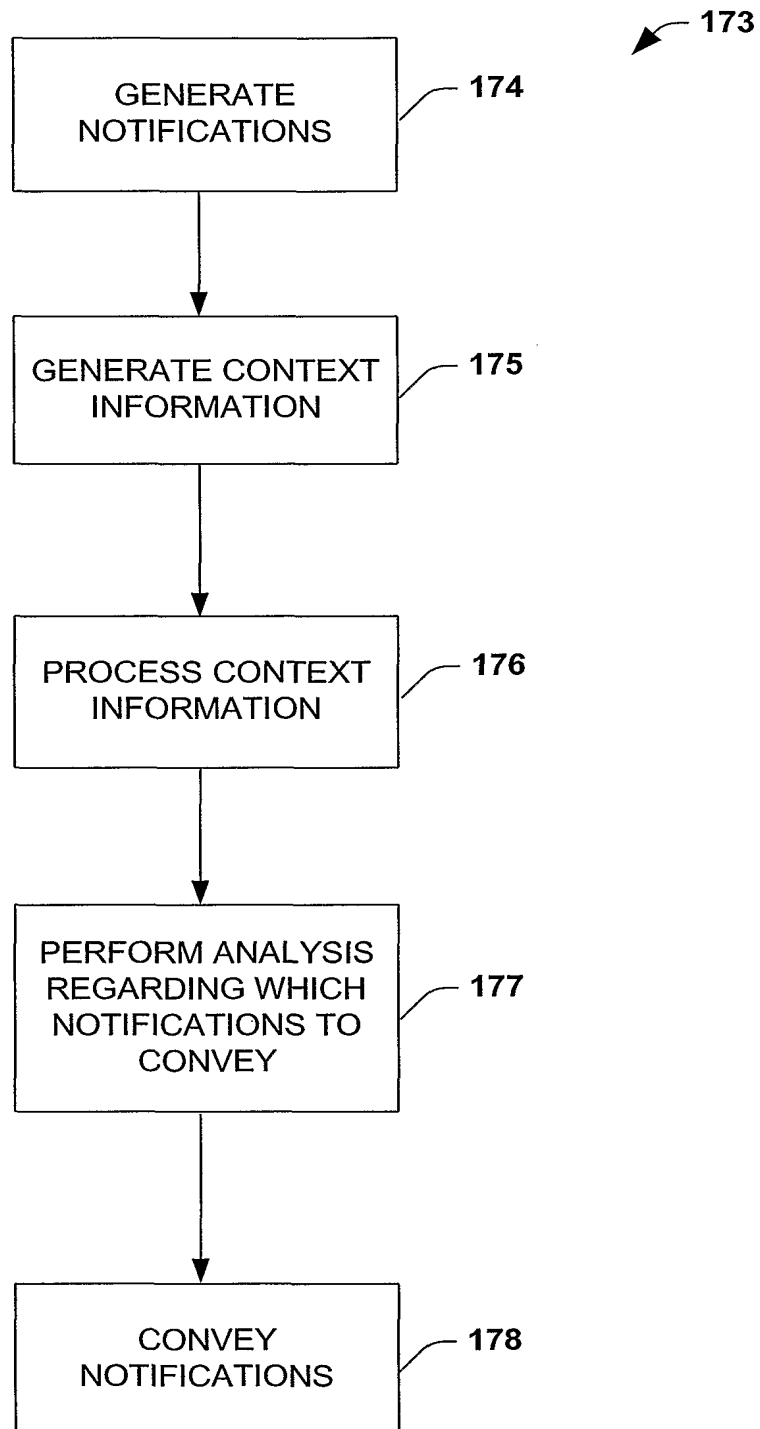 173
GENERATE
NOTIFICATIONS
174
GENERATE CONTEXT
INFORMATION
175
PROCESS CONTEXT
INFORMATION
176
PERFORM ANALYSIS
REGARDING WHICH
NOTIFICATIONS TO
CONVEY
177
CONVEY
NOTIFICATIONS
178